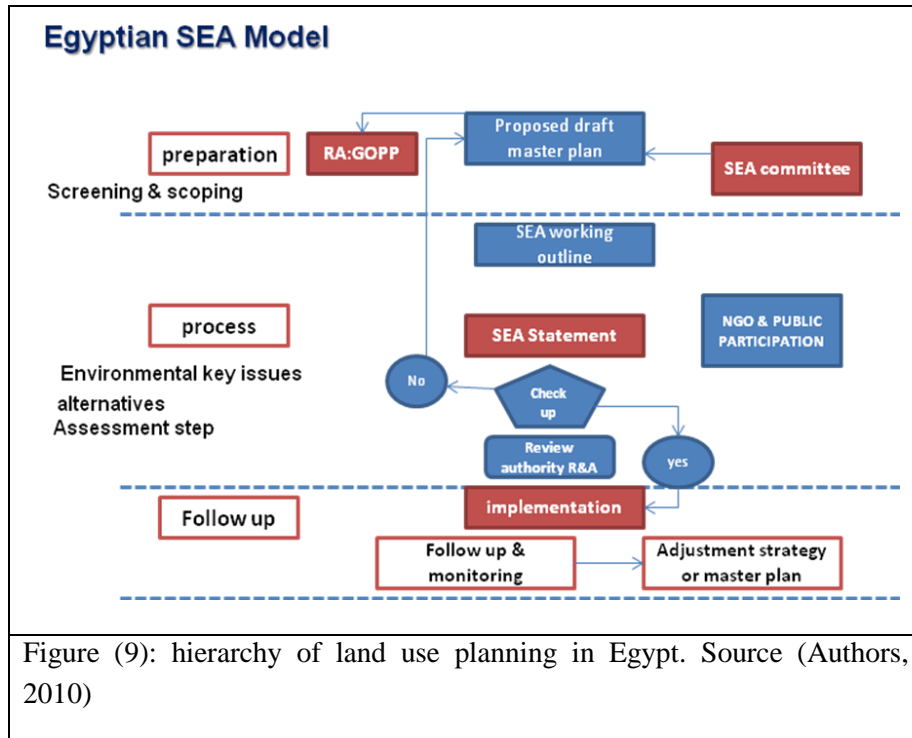 Egyptian SEA Model
preparation
Screening & scoping
RA:GOPP
Proposed draft
master plan
SEA committee
SEA working
outline
process
Environmental key issues
alternatives
Assessment step
SEA Statement
NGO & PUBLIC
PARTICIPATION
No
Check
up
Review
authority R&A
yes
Follow up
implementation
Follow up &
monitoring
Adjustment strategy
or master plan
Figure (9): hierarchy of land use planning in Egypt. Source (Authors,
2010)